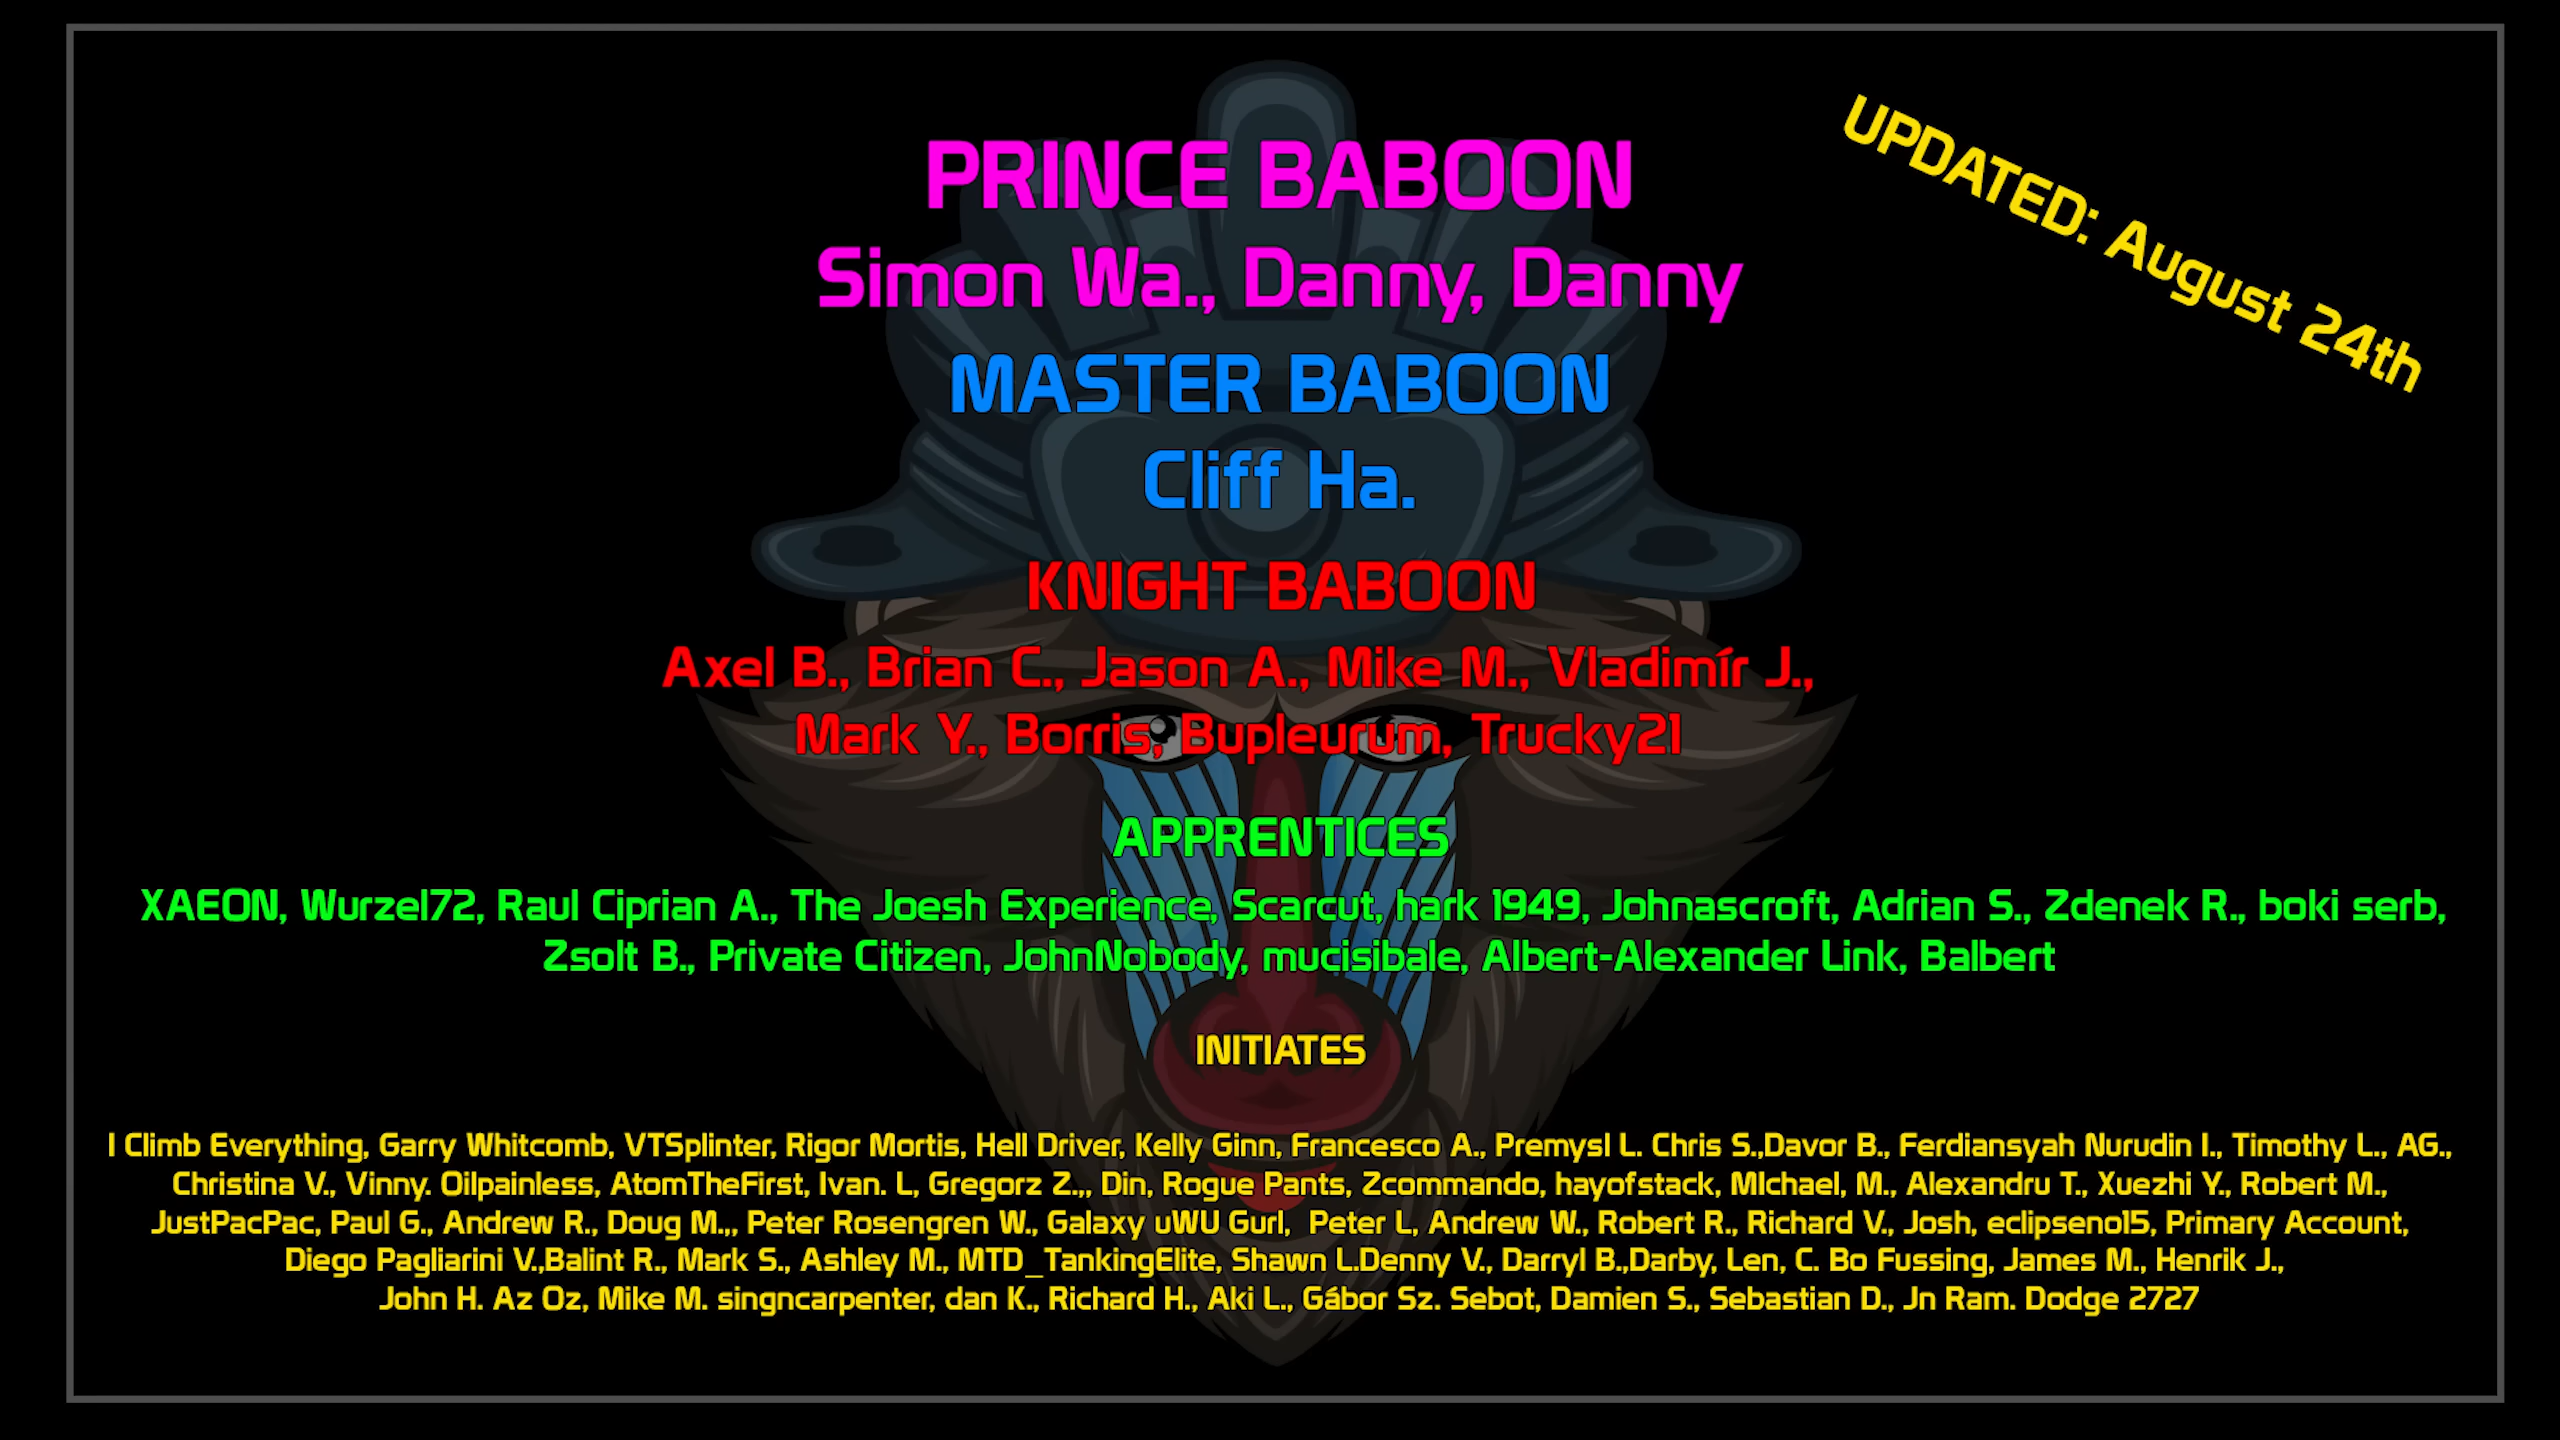 PRINCE BABOON
UPDATED: August 24th
Simon Wa., Danny, Danny
MASTER BABOON
Cliff Ha.
KNIGHT BABOON
Axel B., Brian C., Jason A., Mike M., Vladimír J.,
Mark Y., Borris, Bupleurum, Trucky21
APPRENTICES
XAEON, Wurzel72, Raul Ciprian A., The Joesh Experience, Scarcut, hark 1949, Johnascroft, Adrian S., Zdenek R., boki serb,
Zsolt B., Private Citizen, JohnNobody, mucisibale, Albert-Alexander Link, Balbert
INITIATES
I Climb Everything, Garry Whitcomb, VTSplinter, Rigor Mortis, Hell Driver, Kelly Ginn, Francesco A., Premysl L. Chris S.,Davor B., Ferdiansyah Nurudin I., Timothy L., AG.,
Christina V., Vinny. Oilpainless, AtomTheFirst, Ivan. L, Gregorz Z.,, Din, Rogue Pants, Zcommando, hayofstack, MIchael, M., Alexandru T., Xuezhi Y., Robert M.,
JustPacPac, Paul G., Andrew R., Doug M.,, Peter Rosengren W., Galaxy uWU Gurl, Peter L, Andrew W., Robert R., Richard V., Josh, eclipseno15, Primary Account,
Diego Pagliarini V.,Balint R., Mark S., Ashley M., MTD_TankingElite, Shawn L.Denny V., Darryl B.,Darby, Len, C. Bo Fussing, James M., Henrik J.,
John H. Az Oz, Mike M. singncarpenter, dan K., Richard H., Aki L., Gábor Sz. Sebot, Damien S., Sebastian D., Jn Ram. Dodge 2727